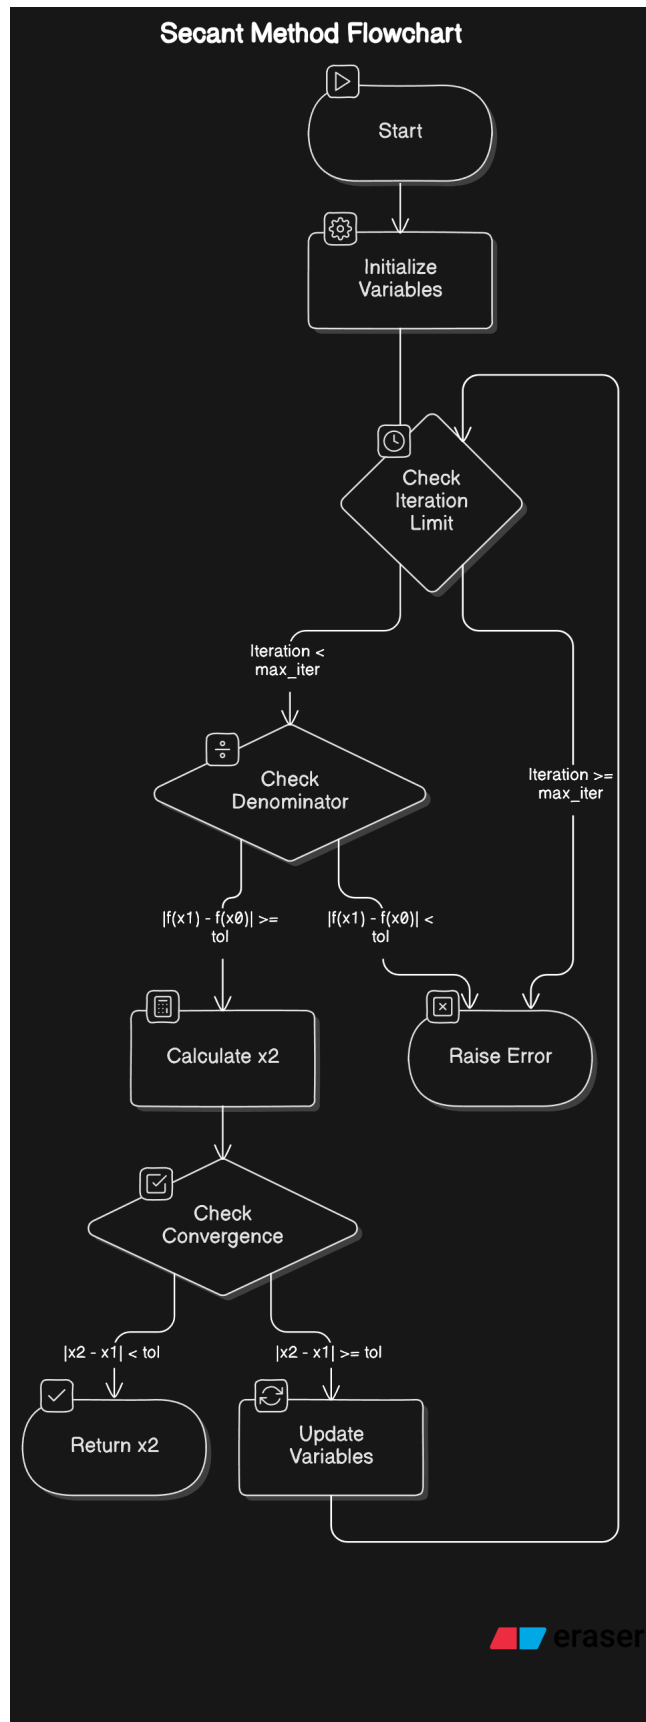 Secant Method Flowchart
Start
Initialize
Variables
Check
Iteration
Limit
Iteration <
max_iter
Iteration >=
max_iter
Check
Denominator
|f(x1) - f(x0)| >=
tol
|f(x1) - f(x0)| <
tol
Calculate x2
Raise Error
Check
Convergence
|x2 - x1| < tol
|x2 - x1| >= tol
Return x2
Update
Variables
eraser